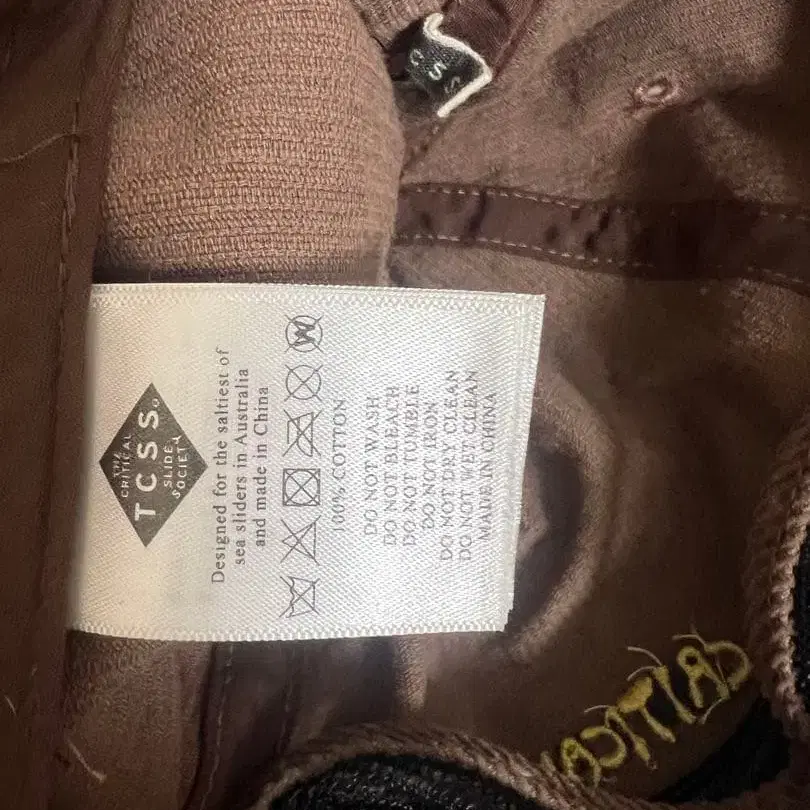 THE
CRITICAL
TCSS
SLIDE
SOCIETY
Designed for the saltiest of
sea sliders in Australia
and made in China
100% COTTON
DO NOT WASH
DO NOT BLEACH
DO NOT TUMBLE
DO NOT IRON
DO NOT DRY CLEAN
DO NOT WET CLEAN
MADE IN CHINA
CSS